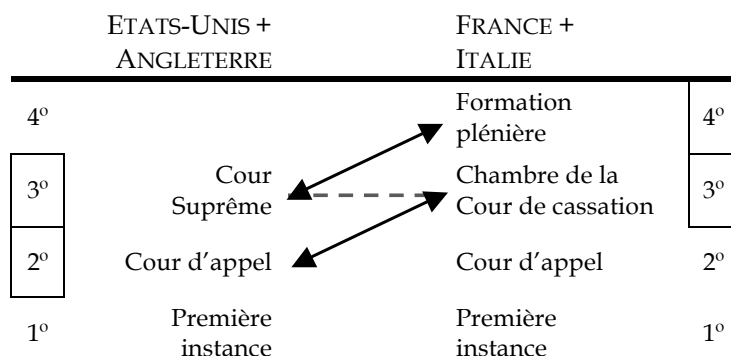 ETATS-UNIS + FRANCE +
ANGLETERRE ITALIE
Formation
4º plénière 4º
Cour Chambre de la
3º 3º
Suprême Cour de cassation
2º Cour d’appel Cour d’appel 2º
Première Première
1º 1º
instance instance